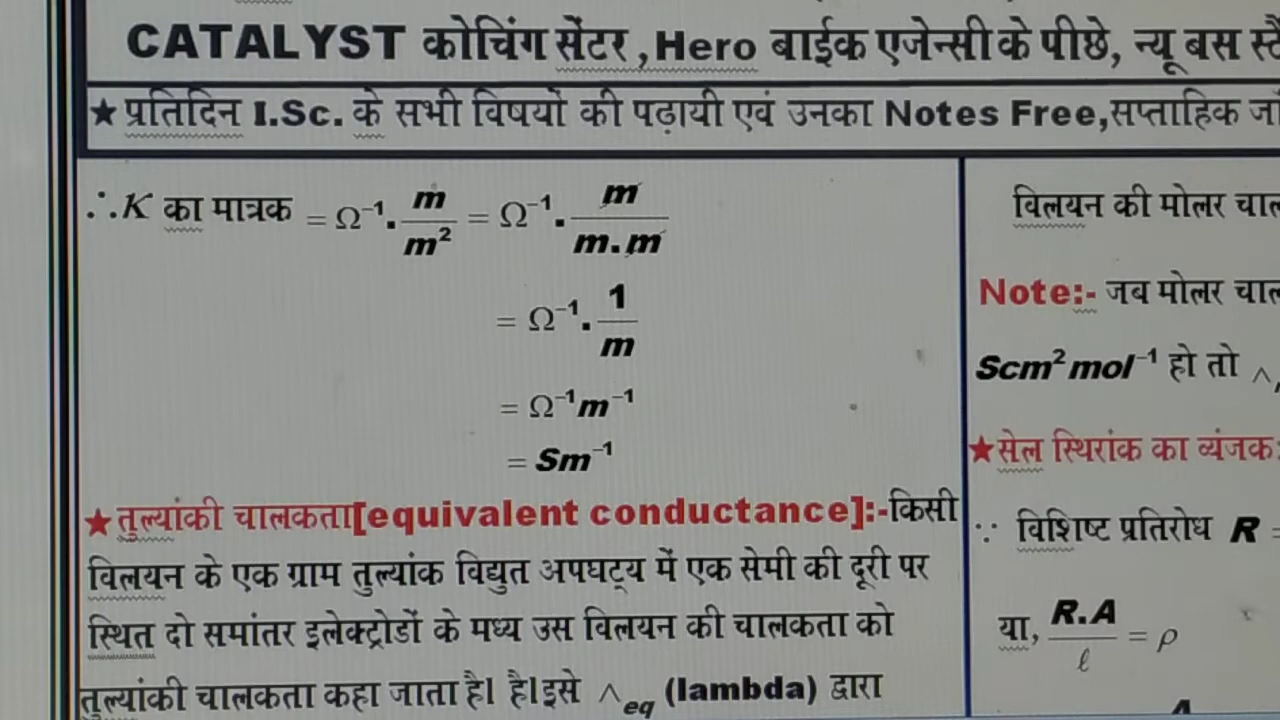 CATALYST कोचिंग सेंटर ,Hero बाईक एजेन्सी के पीछे, न्यू बस
★ प्रतिदिन I.Sc. के सभी विषयों की पढ़ायी एवं उनका Notes Free,सप्ताहिक
∴K का मात्रक = Ω⁻¹.m/m² = Ω⁻¹.m/m.m
= Ω⁻¹.1/m
= Ω⁻¹m⁻¹
= Sm⁻¹
★ तुल्यांकी चालकता[equivalent conductance]:-किसी
विलयन के एक ग्राम तुल्यांक विद्युत अपघट्य में एक सेमी की दूरी पर
स्थित दो समांतर इलेक्ट्रोडों के मध्य उस विलयन की चालकता को
तुल्यांकी चालकता कहा जाता है। है।इसे ∧eq (lambda) द्वारा
विलयन की मोलर
Note:- जब मोलर
Scm² mol⁻¹ हो तो ∧
★सेल स्थिरांक का व्यंजक
∵ विशिष्ट प्रतिरोध R =
या, R.A/ℓ = ρ